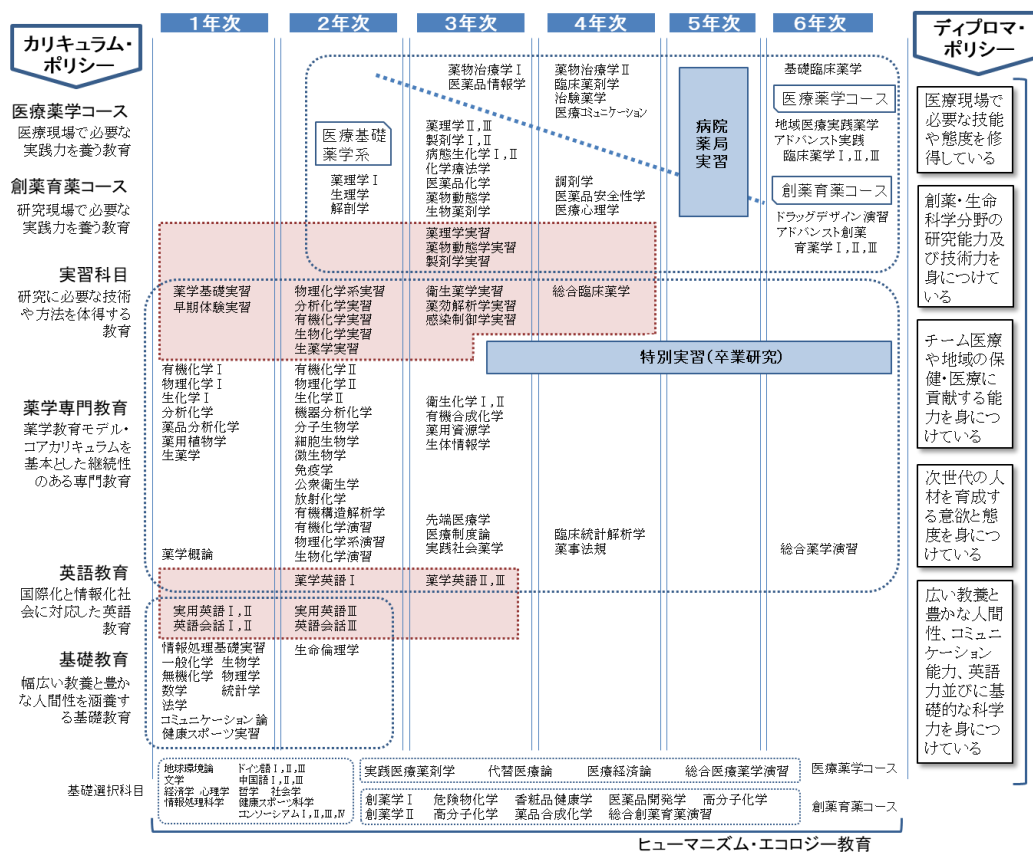 1年次
2年次
3年次
4年次
5年次
6年次
カリキュラム・
ポリシー
ディプロマ・
ポリシー
医療薬学コース
医療現場で必要な
実践力を養う教育
創薬育薬コース
研究現場で必要な
実践力を養う教育
実習科目
研究に必要な技術
や方法を体得する
教育
薬学専門教育
薬学教育モデル・
コアカリキュラムを
基本とした継続性
のある専門教育
英語教育
国際化と情報化社
会に対応した英語
教育
基礎教育
幅広い教養と豊か
な人間性を涵養す
る基礎教育
医療基礎
薬学系
薬理学Ⅰ
生理学
解剖学
薬物治療学Ⅰ
医薬品情報学
薬理学Ⅱ,Ⅲ
製剤学Ⅰ,Ⅱ
病態生化学Ⅰ,Ⅱ
化学療法学
医薬品化学
薬物動態学
生物薬剤学
薬理学実習
薬物動態学実習
製剤学実習
薬物治療学Ⅱ
臨床薬剤学
治験薬学
医療コミュニケーション
調剤学
医薬品安全性学
医療心理学
病院
薬局
実習
基礎臨床薬学
医療薬学コース
地域医療実践薬学
アドバンスト実践
臨床薬学Ⅰ,Ⅱ,Ⅲ
創薬育薬コース
ドラッグデザイン演習
アドバンスト創薬
育薬学Ⅰ,Ⅱ,Ⅲ
薬学基礎実習
早期体験実習
物理化学系実習
分析化学実習
有機化学実習
生物化学実習
生薬学実習
衛生薬学実習
薬効解析学実習
感染制御学実習
総合臨床薬学
特別実習(卒業研究)
有機化学Ⅰ
物理化学Ⅰ
生化学Ⅰ
分析化学
薬品分析化学
薬用植物学
生薬学
薬学概論
有機化学Ⅱ
物理化学Ⅱ
生化学Ⅱ
機器分析化学
分子生物学
細胞生物学
微生物学
免疫学
公衆衛生学
放射化学
有機構造解析学
有機化学演習
物理化学系演習
生物化学演習
衛生化学Ⅰ,Ⅱ
有機合成化学
薬用資源学
生体情報学
先端医療学
医療制度論
実践社会薬学
臨床統計解析学
薬事法規
総合薬学演習
薬学英語Ⅰ
薬学英語Ⅱ,Ⅲ
実用英語Ⅰ,Ⅱ
英語会話Ⅰ,Ⅱ
実用英語Ⅲ
英語会話Ⅲ
情報処理基礎実習
一般化学 生物学
無機化学 物理学
数学 統計学
法学
コミュニケーション論
健康スポーツ実習
生命倫理学
医療現場で
必要な技能
や態度を修
得している
創薬・生命
科学分野の
研究能力及
び技術力を
身につけて
いる
チーム医療
や地域の保
健・医療に
貢献する能
力を身につ
けている
次世代の人
材を育成す
る意欲と態
度を身につ
けている
広い教養と
豊かな人間
性、コミュニ
ケーション
能力、英語
力並びに基
礎的な科学
力を身につ
けている
基礎選択科目
地球環境論 ドイツ語Ⅰ,Ⅱ,Ⅲ
文学 中国語Ⅰ,Ⅱ,Ⅲ
経済学 心理学 哲学 社会学
情報処理科学 健康スポーツ科学
コンソーシアムⅠ,Ⅱ,Ⅲ,Ⅳ
実践医療薬剤学 代替医療論 医療経済論 総合医療薬学演習
医療薬学コース
創薬学Ⅰ 危険物化学 香粧品健康学 医薬品開発学 高分子化学
創薬学Ⅱ 高分子化学 薬品合成化学 総合創薬育薬演習
創薬育薬コース
ヒューマニズム・エコロジー教育